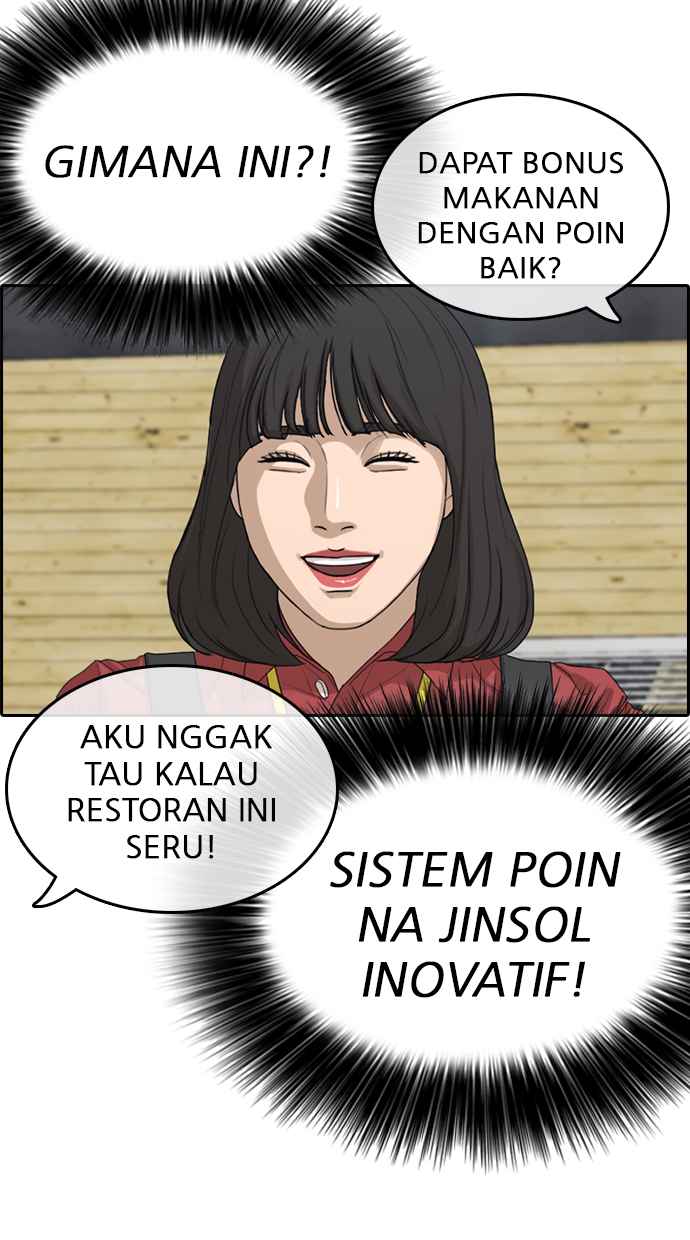 GIMANA INI?!
DAPAT BONUS
MAKANAN
DENGAN POIN
BAIK?
AKU NGGAK
TAU KALAU
RESTORAN INI
SERU!
SISTEM POIN
NA JINSOL
INOVATIF!